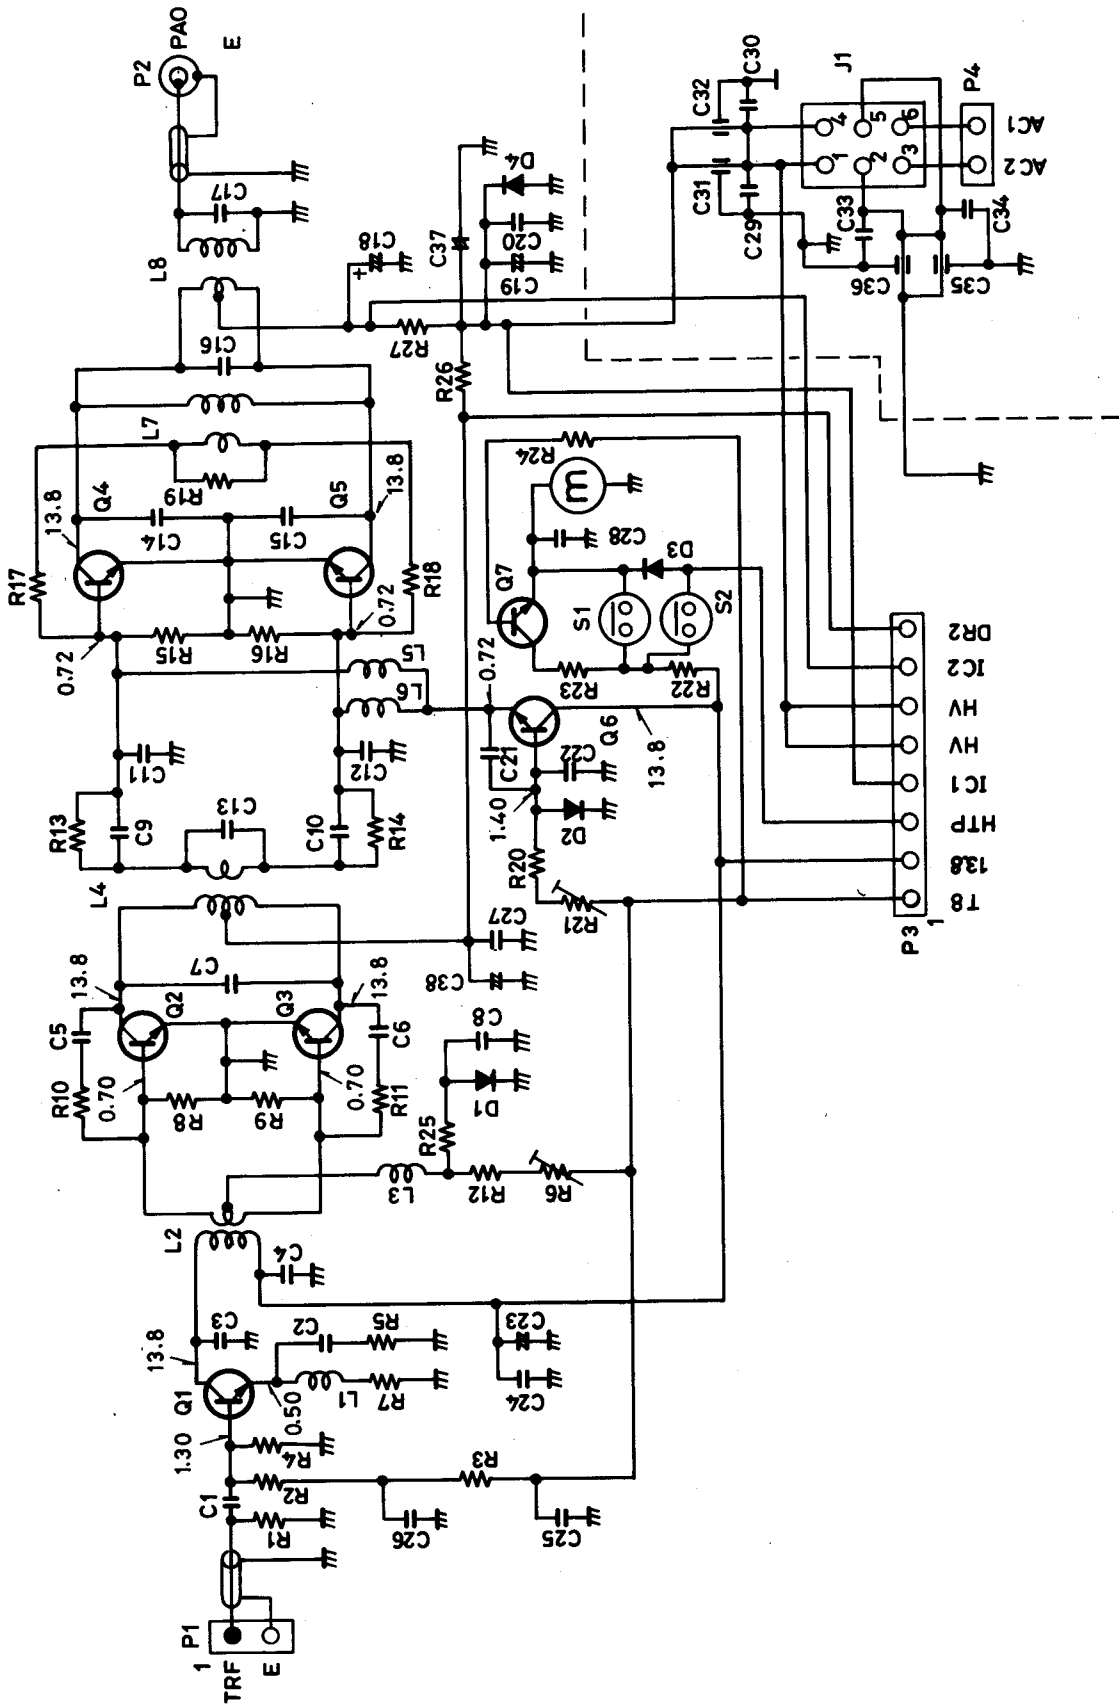 P1
1
TRF
E
R1
C1
R2
R4
1.30
Q1
13.8
C3
0.50
C2
R5
L1
R7
C26
R3
C25
C24
C23
C4
L2
L3
R12
R6
R25
D1
C8
R10
C5
0.70
R8
R9
0.70
R11
C6
Q2
Q3
13.8
13.8
C7
C38
C27
L4
R13
C9
C13
C10
R14
C11
C12
R20
R21
D2
1.40
C21
C22
Q6
13.8
0.72
L6
L5
0.72
R15
R16
0.72
R17
R18
Q4
Q5
13.8
13.8
C14
C15
R19
L7
C16
L8
C17
P2
PAO
E
R23
R22
S1
S2
D3
Q7
C28
m
R24
R26
R27
+
C18
C37
C19
C20
D4
P3
1
T8
13.8
HTP
IC1
HV
HV
IC2
DR2
C31
C32
C29
C30
J1
1
2
3
4
5
6
P4
AC1
AC2
C33
C34
C35
C36